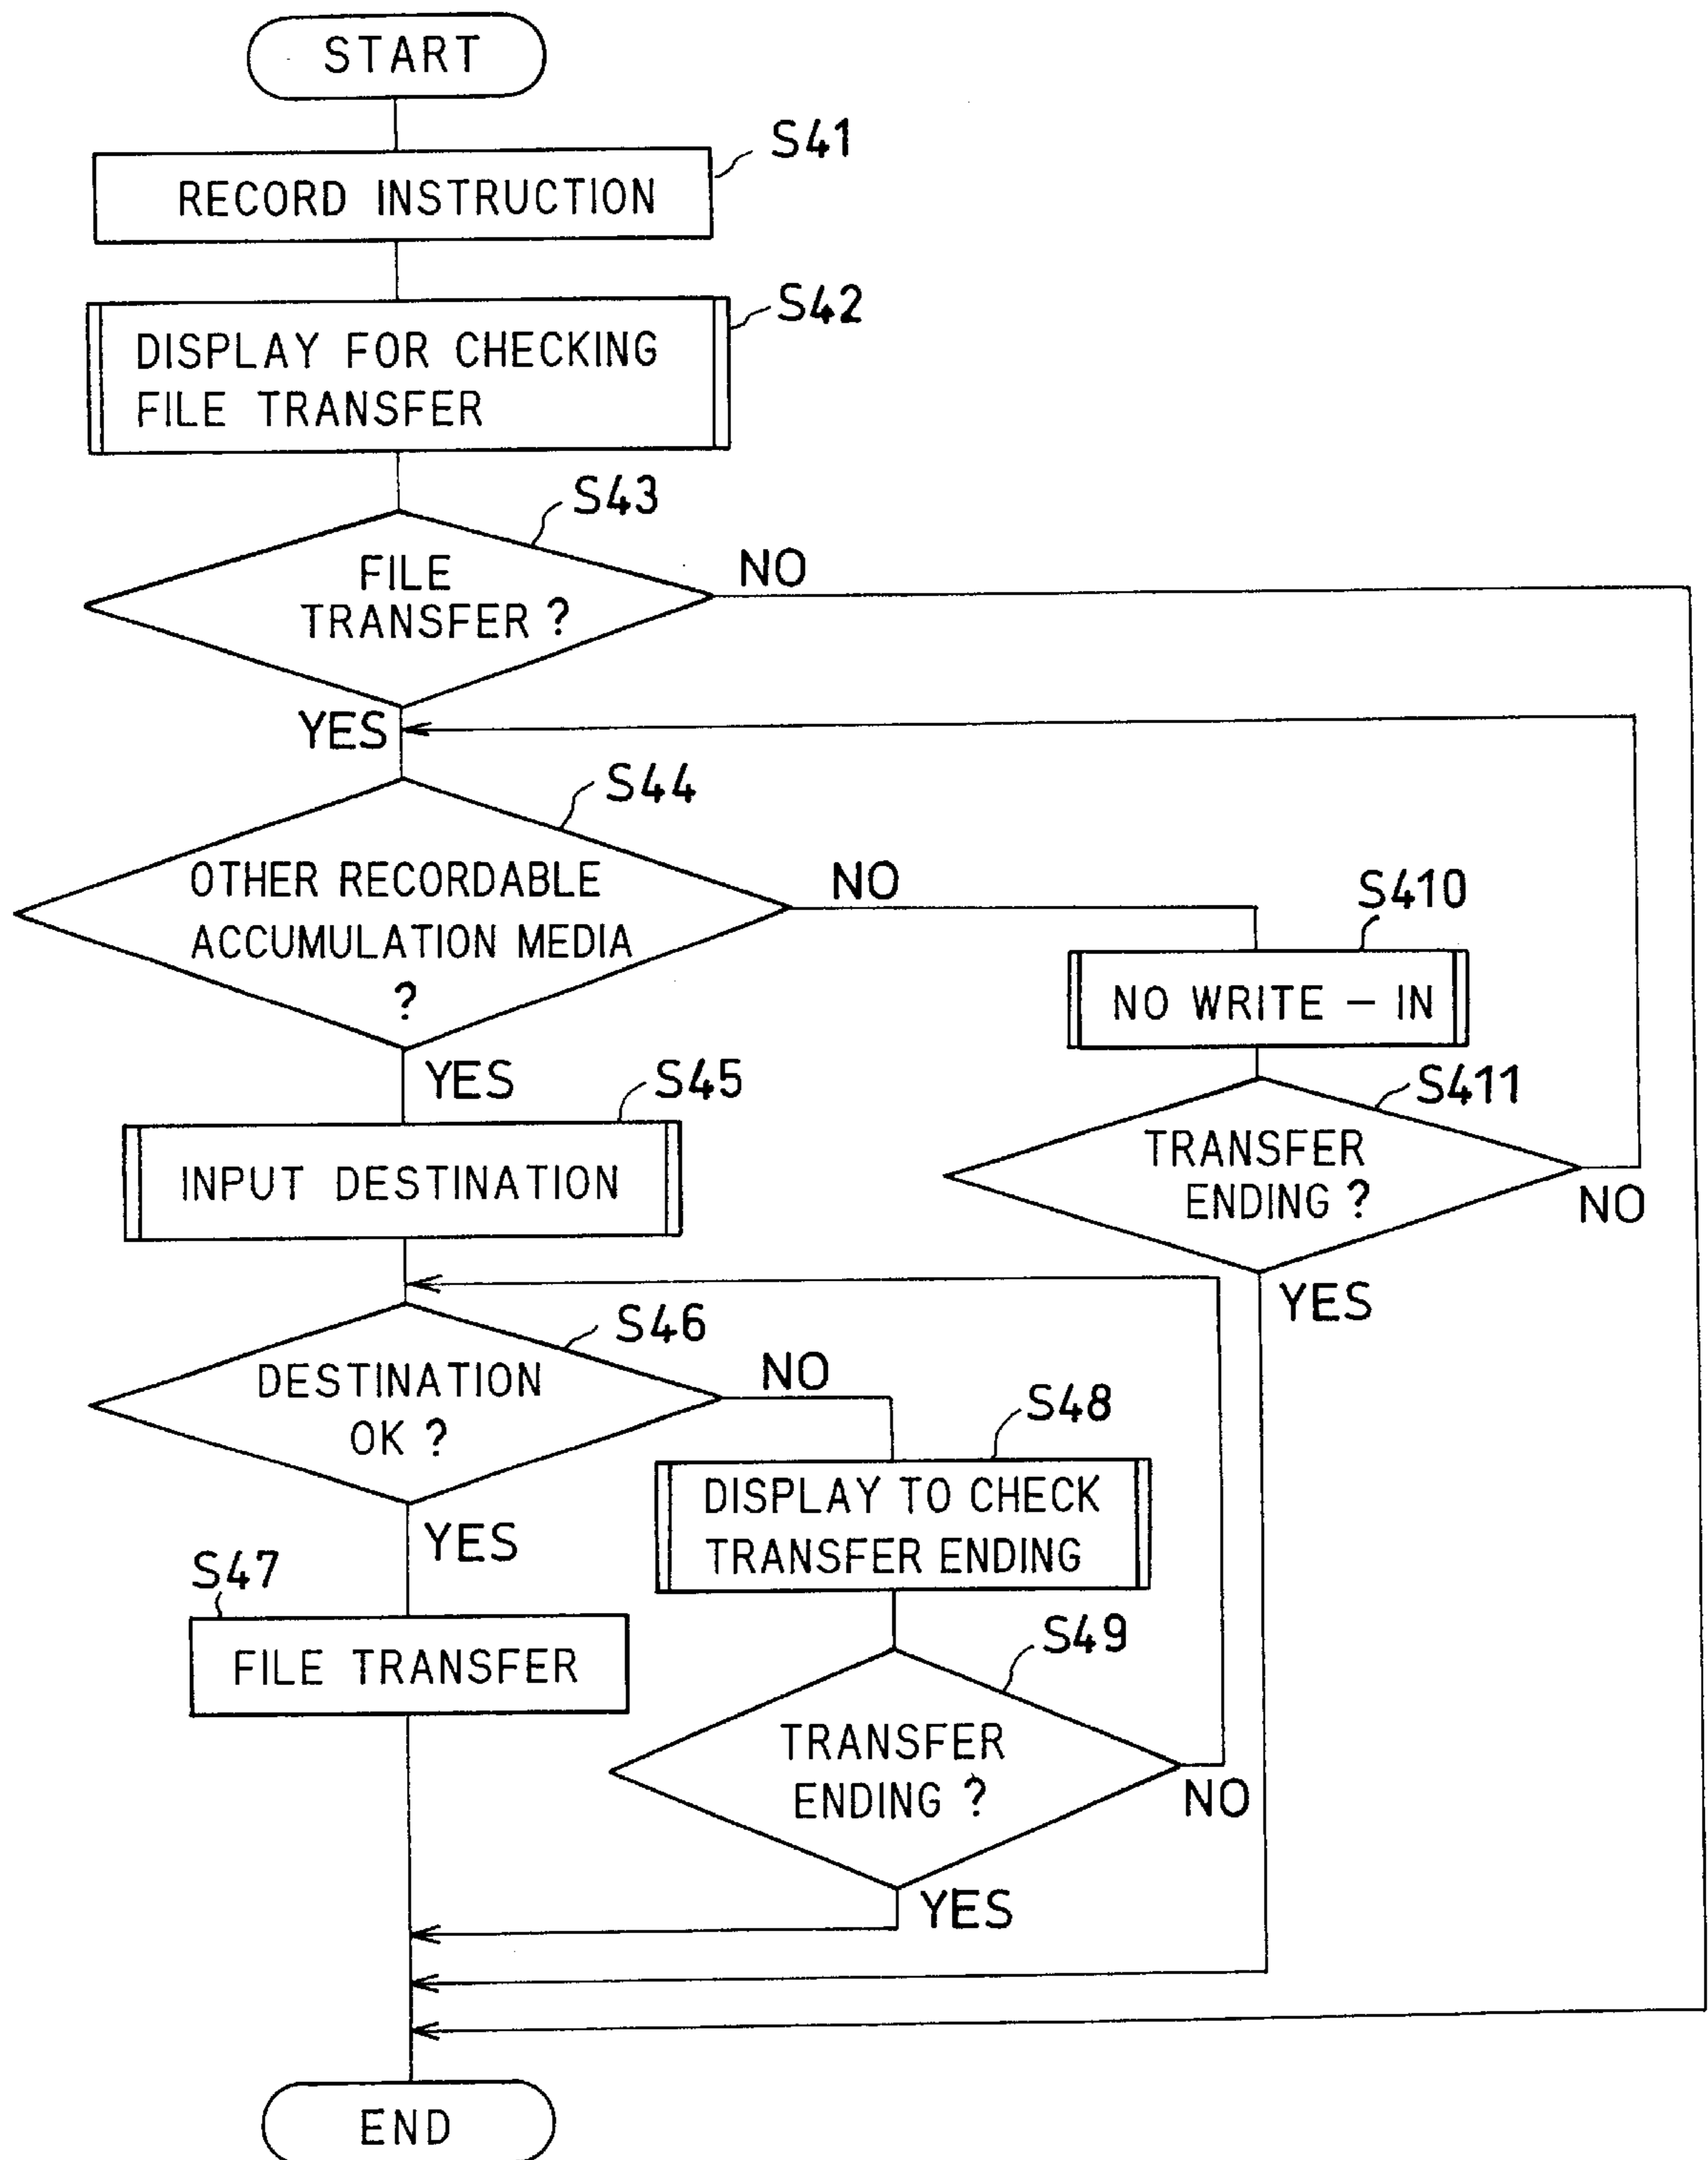 START
S41
RECORD INSTRUCTION
S42
DISPLAY FOR CHECKING
FILE TRANSFER
S43
FILE
TRANSFER ?
NO
YES
S44
OTHER RECORDABLE
ACCUMULATION MEDIA
?
NO
S410
NO WRITE – IN
YES
S45
S411
INPUT DESTINATION
TRANSFER
ENDING ?
NO
YES
S46
DESTINATION
OK ?
NO
S48
DISPLAY TO CHECK
TRANSFER ENDING
YES
S47
FILE TRANSFER
S49
TRANSFER
ENDING ?
NO
YES
END